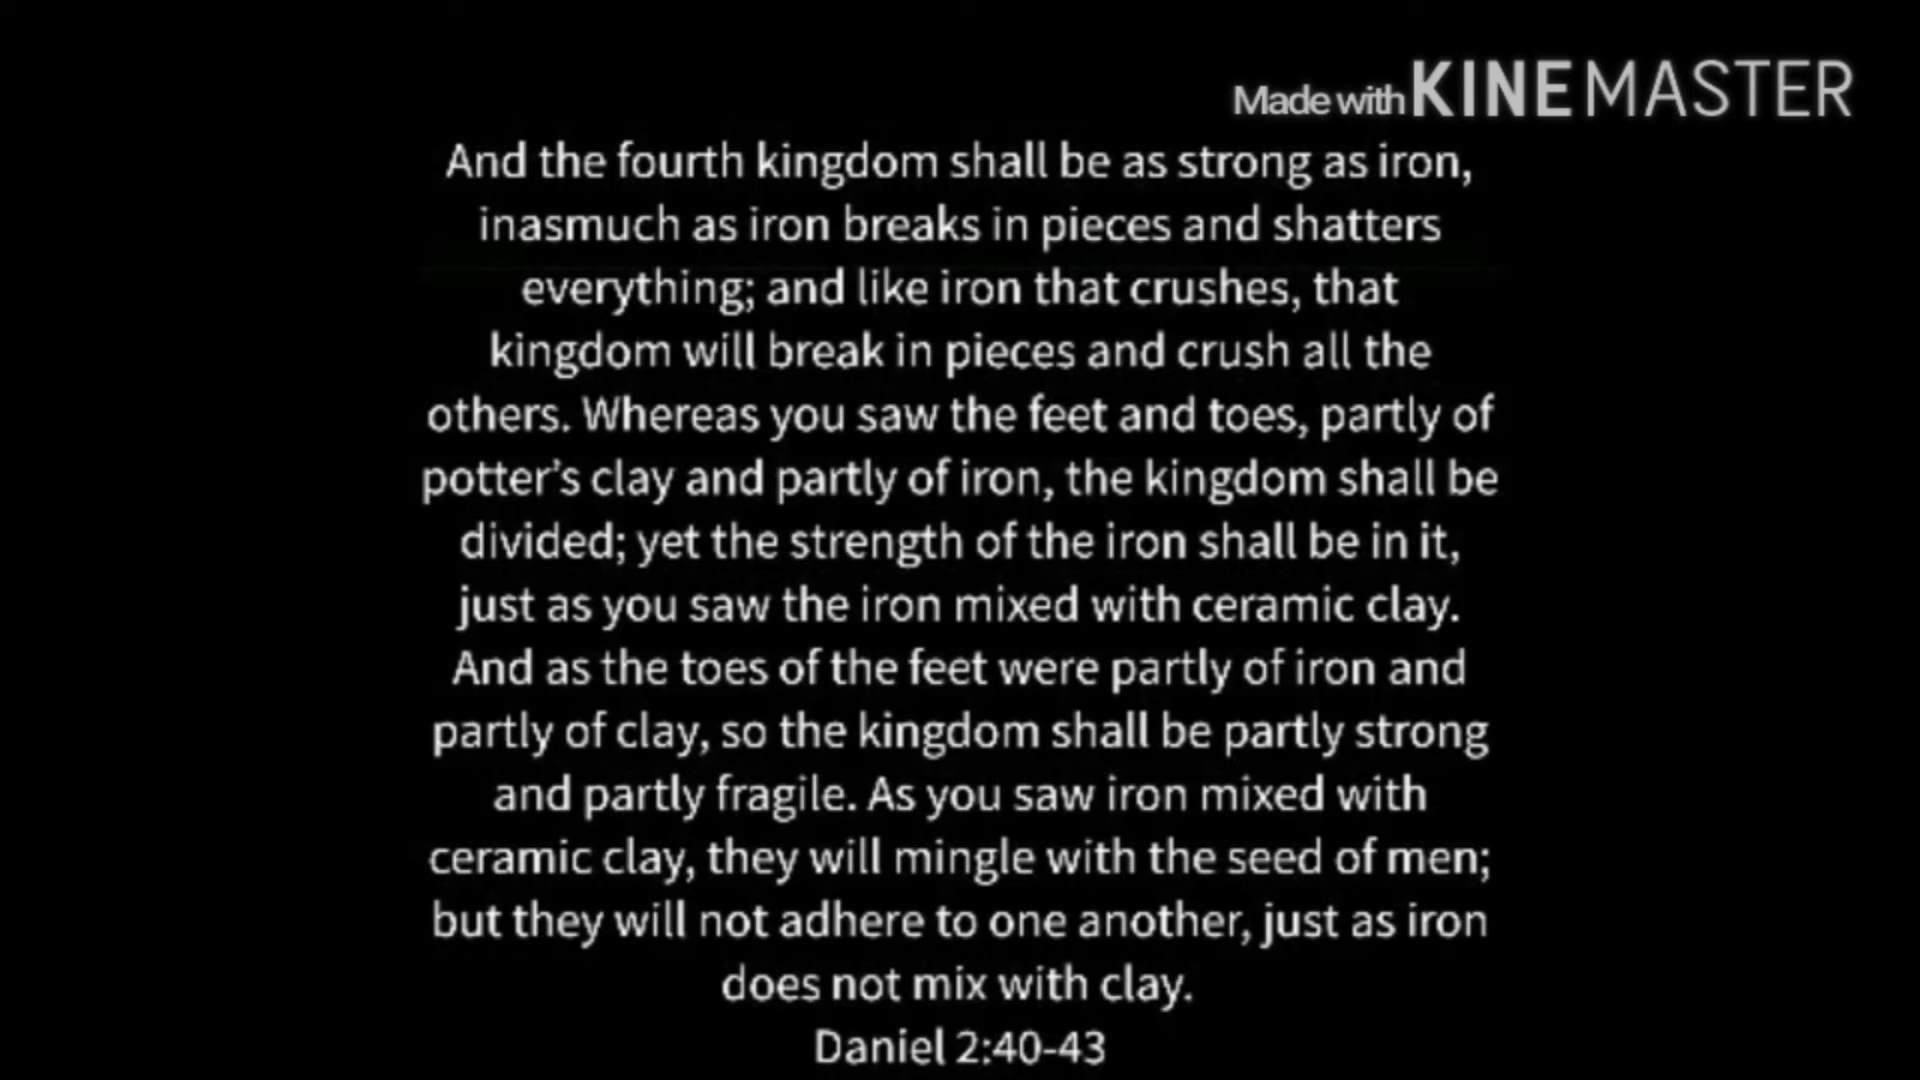 Made with KINEMASTER
And the fourth kingdom shall be as strong as iron,
inasmuch as iron breaks in pieces and shatters
everything; and like iron that crushes, that
kingdom will break in pieces and crush all the
others. Whereas you saw the feet and toes, partly of
potter’s clay and partly of iron, the kingdom shall be
divided; yet the strength of the iron shall be in it,
just as you saw the iron mixed with ceramic clay.
And as the toes of the feet were partly of iron and
partly of clay, so the kingdom shall be partly strong
and partly fragile. As you saw iron mixed with
ceramic clay, they will mingle with the seed of men;
but they will not adhere to one another, just as iron
does not mix with clay.
Daniel 2:40-43